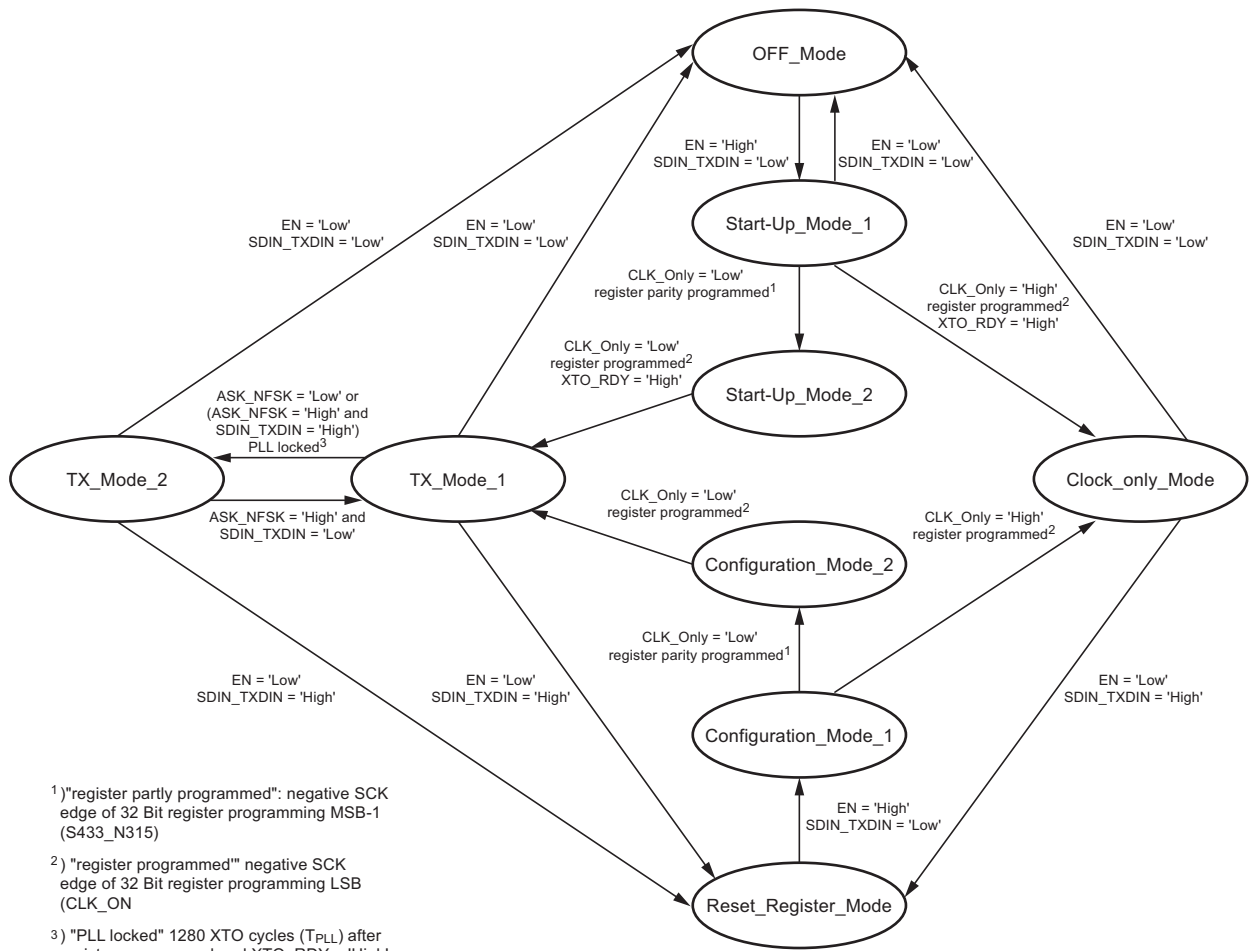 OFF_Mode
EN = 'High'
SDIN_TXDIN = 'Low'
EN = 'Low'
SDIN_TXDIN = 'Low'
EN = 'Low'
SDIN_TXDIN = 'Low'
EN = 'Low'
SDIN_TXDIN = 'Low'
Start-Up_Mode_1
EN = 'Low'
SDIN_TXDIN = 'Low'
CLK_Only = 'Low'
register parity programmed1
CLK_Only = 'High'
register programmed2
XTO_RDY = 'High'
CLK_Only = 'Low'
register programmed2
XTO_RDY = 'High'
Start-Up_Mode_2
ASK_NFSK = 'Low' or
(ASK_NFSK = 'High' and
SDIN_TXDIN = 'High')
PLL locked3
TX_Mode_2
TX_Mode_1
Clock_only_Mode
ASK_NFSK = 'High' and
SDIN_TXDIN = 'Low'
CLK_Only = 'Low'
register programmed2
CLK_Only = 'High'
register programmed2
Configuration_Mode_2
CLK_Only = 'Low'
register parity programmed1
EN = 'Low'
SDIN_TXDIN = 'High'
EN = 'Low'
SDIN_TXDIN = 'High'
EN = 'Low'
SDIN_TXDIN = 'High'
Configuration_Mode_1
EN = 'High'
SDIN_TXDIN = 'Low'
Reset_Register_Mode
1)"register partly programmed": negative SCK
edge of 32 Bit register programming MSB-1
(S433_N315)
2) "register programmed'" negative SCK
edge of 32 Bit register programming LSB
(CLK_ON
3) "PLL locked" 1280 XTO cycles (TPLL) after